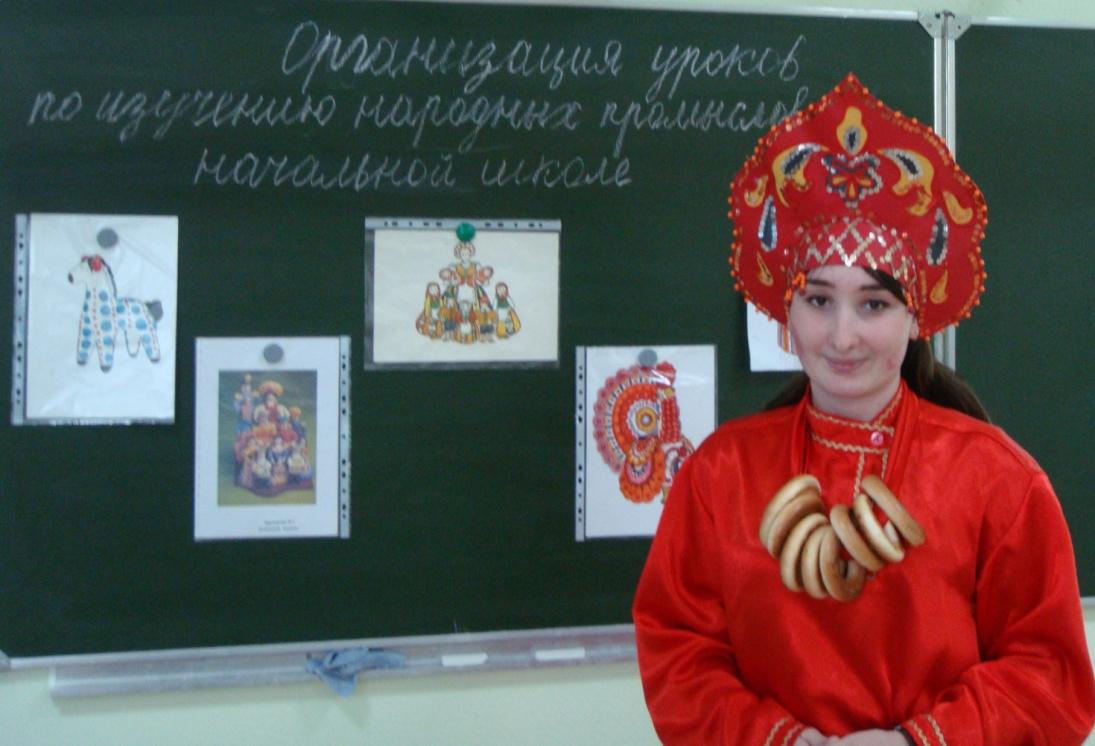 Организация уроков
по изучению народных промыслов
начальной школе